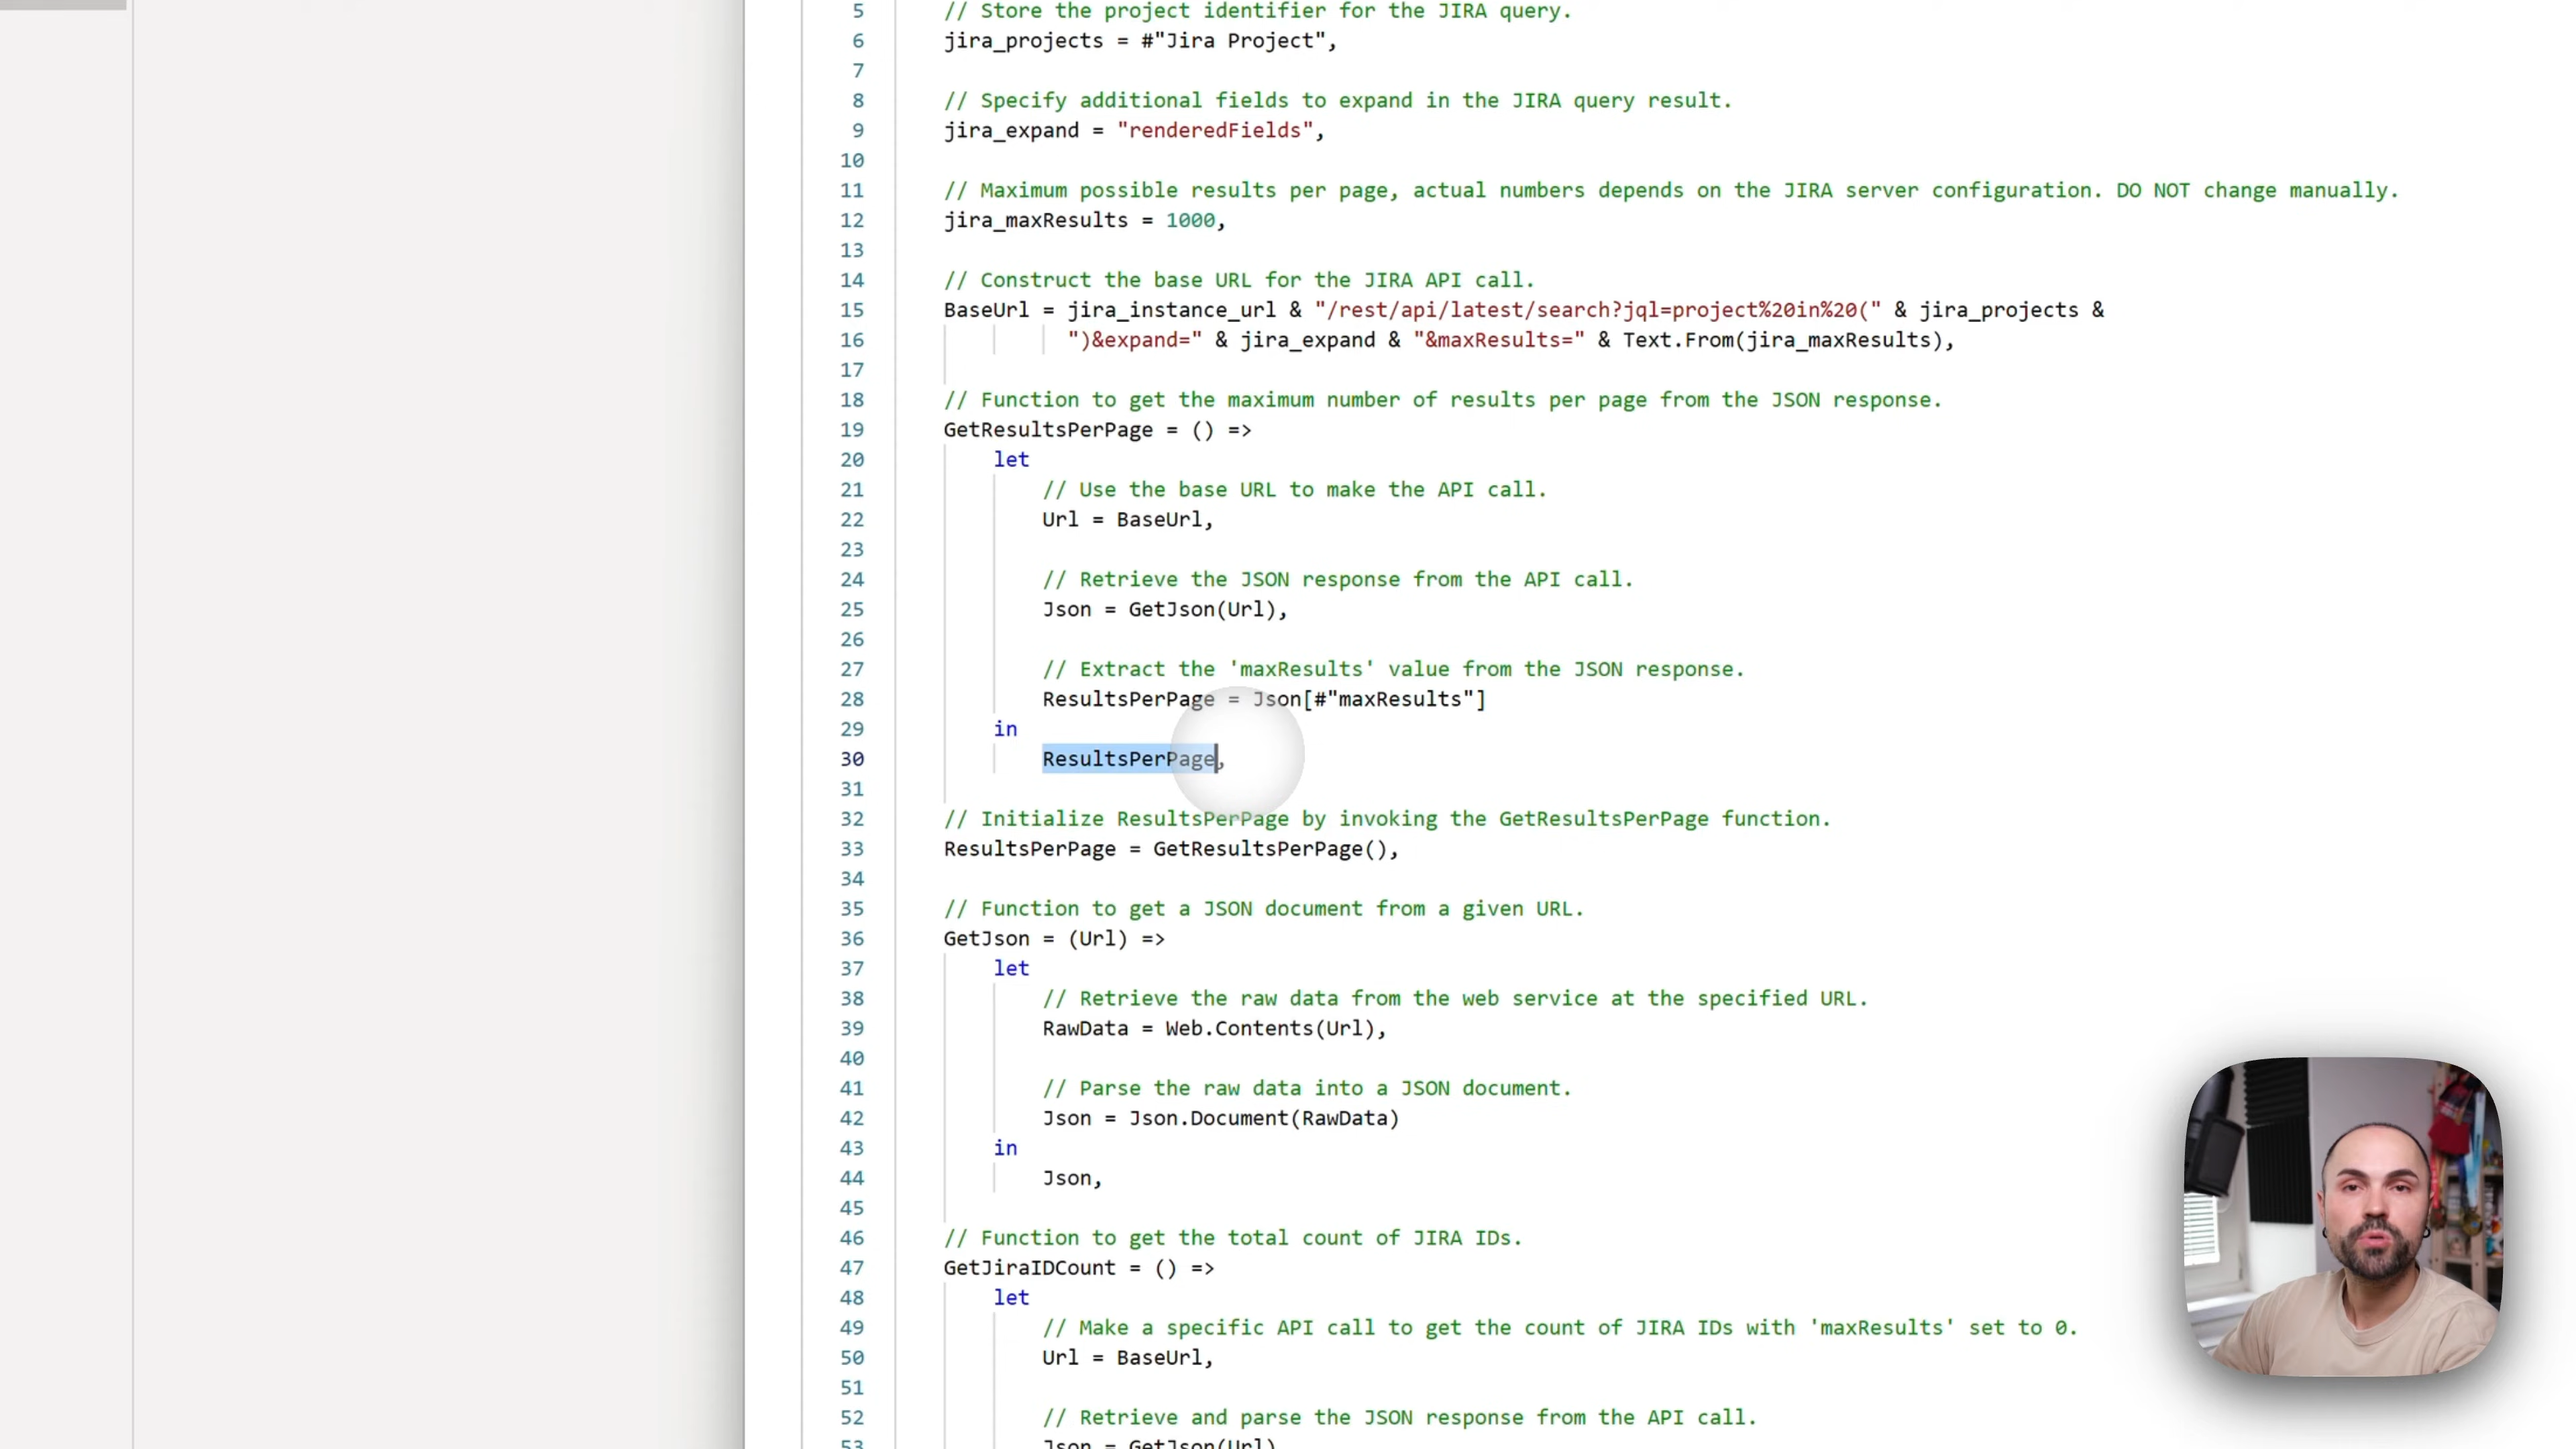 5 // Store the project identifier for the JIRA query.
6 jira_projects = #"Jira Project",
7
8 // Specify additional fields to expand in the JIRA query result.
9 jira_expand = "renderedFields",
10
11 // Maximum possible results per page, actual numbers depends on the JIRA server configuration. DO NOT change manually.
12 jira_maxResults = 1000,
13
14 // Construct the base URL for the JIRA API call.
15 BaseUrl = jira_instance_url & "/rest/api/latest/search?jql=project%20in%20(" & jira_projects &
16 ")&expand=" & jira_expand & "&maxResults=" & Text.From(jira_maxResults),
17
18 // Function to get the maximum number of results per page from the JSON response.
19 GetResultsPerPage = () =>
20 let
21 // Use the base URL to make the API call.
22 Url = BaseUrl,
23
24 // Retrieve the JSON response from the API call.
25 Json = GetJson(Url),
26
27 // Extract the 'maxResults' value from the JSON response.
28 ResultsPerPage = Json[#"maxResults"]
29 in
30 ResultsPerPage,
31
32 // Initialize ResultsPerPage by invoking the GetResultsPerPage function.
33 ResultsPerPage = GetResultsPerPage(),
34
35 // Function to get a JSON document from a given URL.
36 GetJson = (Url) =>
37 let
38 // Retrieve the raw data from the web service at the specified URL.
39 RawData = Web.Contents(Url),
40
41 // Parse the raw data into a JSON document.
42 Json = Json.Document(RawData)
43 in
44 Json,
45
46 // Function to get the total count of JIRA IDs.
47 GetJiraIDCount = () =>
48 let
49 // Make a specific API call to get the count of JIRA IDs with 'maxResults' set to 0.
50 Url = BaseUrl,
51
52 // Retrieve and parse the JSON response from the API call.
53 Json = GetJson(Url)